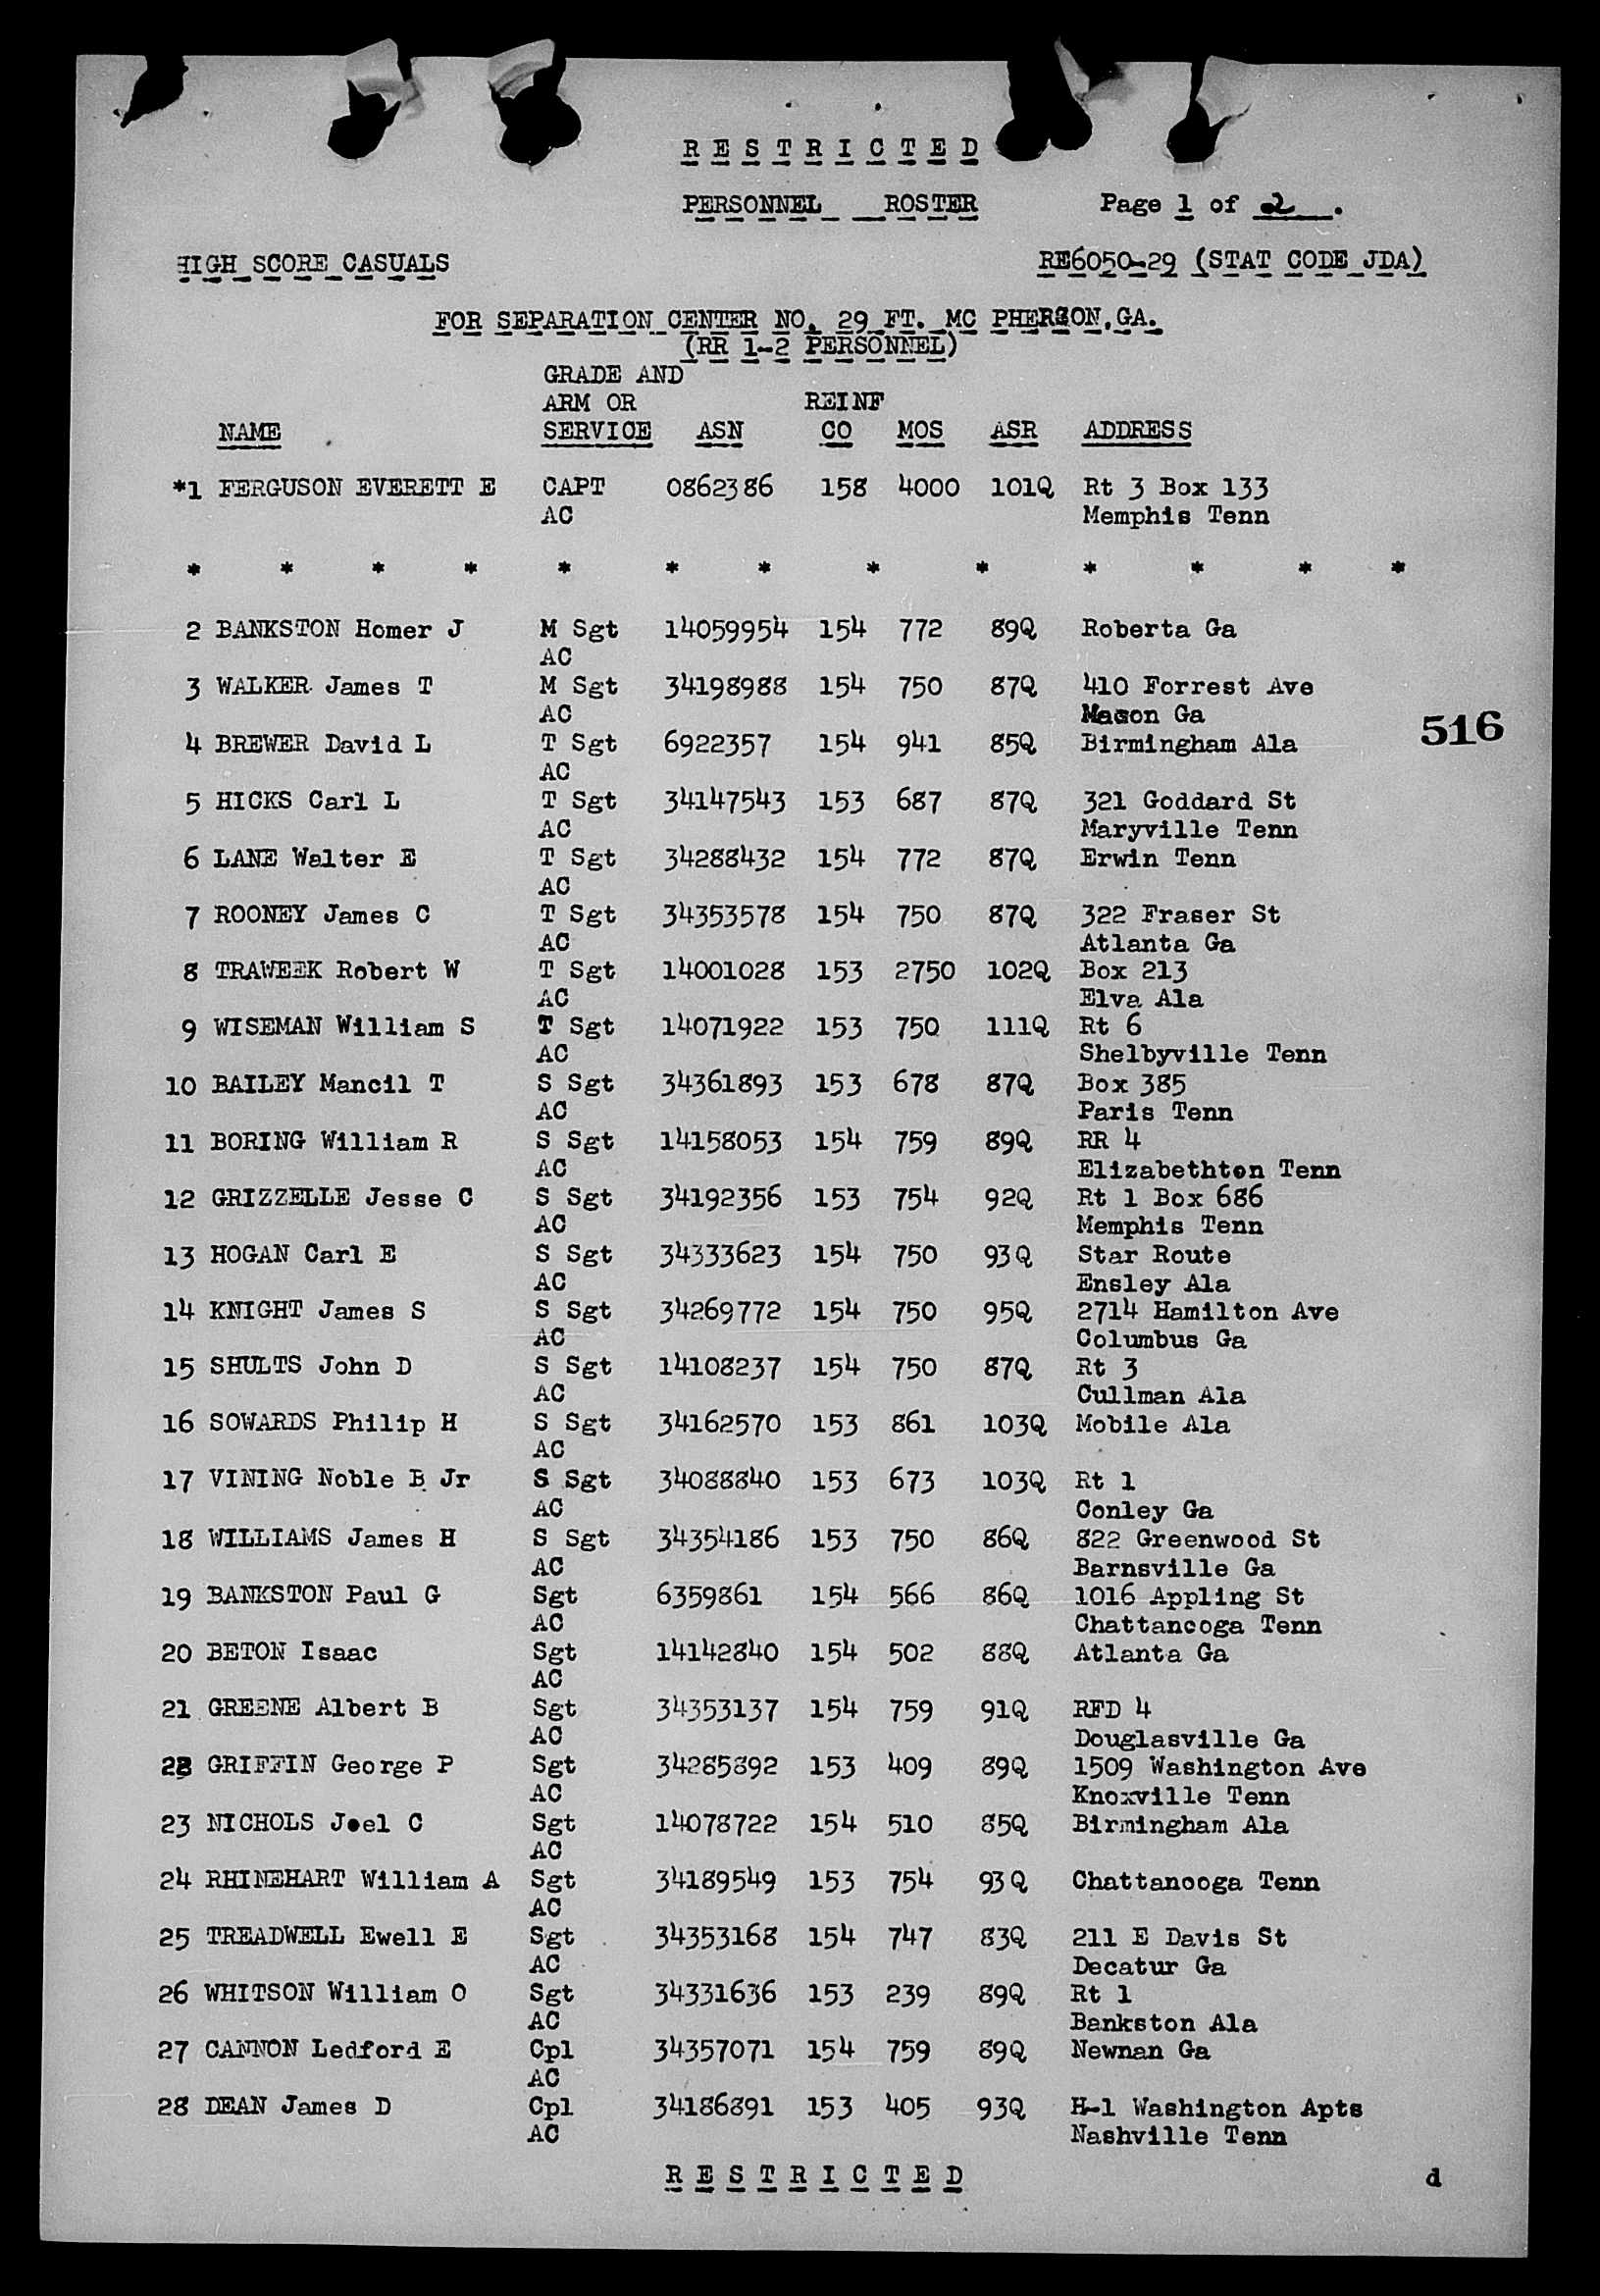 R E S T R I C T E D
PERSONNEL ROSTER Page 1 of 2.
HIGH SCORE CASUALS RE6050-29 (STAT CODE JDA)
FOR SEPARATION CENTER NO. 29 FT. MC PHERSON, GA.
(RR 1-2 PERSONNEL)
GRADE AND
ARM OR REINF
NAME SERVICE ASN CO MOS ASR ADDRESS
*1 FERGUSON EVERETT E CAPT 0862386 158 4000 101Q Rt 3 Box 133
AC Memphis Tenn
* * * * * * * * * * * * *
2 BANKSTON Homer J M Sgt 14059954 154 772 89Q Roberta Ga
AC
3 WALKER James T M Sgt 34198988 154 750 87Q 410 Forrest Ave
AC Macon Ga
4 BREWER David L T Sgt 6922357 154 941 85Q Birmingham Ala
AC
516
5 HICKS Carl L T Sgt 34147543 153 687 87Q 321 Goddard St
AC Maryville Tenn
6 LANE Walter E T Sgt 34288432 154 772 87Q Erwin Tenn
AC
7 ROONEY James C T Sgt 34353578 154 750 87Q 322 Fraser St
AC Atlanta Ga
8 TRAWEEK Robert W T Sgt 14001028 153 2750 102Q Box 213
AC Elva Ala
9 WISEMAN William S T Sgt 14071922 153 750 111Q Rt 6
AC Shelbyville Tenn
10 BAILEY Mancil T S Sgt 34361893 153 678 87Q Box 385
AC Paris Tenn
11 BORING William R S Sgt 14158053 154 759 89Q RR 4
AC Elizabethton Tenn
12 GRIZZELLE Jesse C S Sgt 34192356 153 754 92Q Rt 1 Box 686
AC Memphis Tenn
13 HOGAN Carl E S Sgt 34333623 154 750 93Q Star Route
AC Ensley Ala
14 KNIGHT James S S Sgt 34269772 154 750 95Q 2714 Hamilton Ave
AC Columbus Ga
15 SHULTS John D S Sgt 14108237 154 750 87Q Rt 3
AC Cullman Ala
16 SOWARDS Philip H S Sgt 34162570 153 861 103Q Mobile Ala
AC
17 VINING Noble B Jr S Sgt 34088840 153 673 103Q Rt 1
AC Conley Ga
18 WILLIAMS James H S Sgt 34354186 153 750 86Q 822 Greenwood St
AC Barnsville Ga
19 BANKSTON Paul G Sgt 6359861 154 566 86Q 1016 Appling St
AC Chattancoga Tenn
20 BETON Isaac Sgt 14142840 154 502 88Q Atlanta Ga
AC
21 GREENE Albert B Sgt 34353137 154 759 91Q RFD 4
AC Douglasville Ga
22 GRIFFIN George P Sgt 34285892 153 409 89Q 1509 Washington Ave
AC Knoxville Tenn
23 NICHOLS Joel C Sgt 14078722 154 510 85Q Birmingham Ala
AC
24 RHINEHART William A Sgt 34189549 153 754 93Q Chattanooga Tenn
AC
25 TREADWELL Ewell E Sgt 34353168 154 747 83Q 211 E Davis St
AC Decatur Ga
26 WHITSON William O Sgt 34331636 153 239 89Q Rt 1
AC Bankston Ala
27 CANNON Ledford E Cpl 34357071 154 759 89Q Newnan Ga
AC
28 DEAN James D Cpl 34186891 153 405 93Q H-1 Washington Apts
AC Nashville Tenn
R E S T R I C T E D d